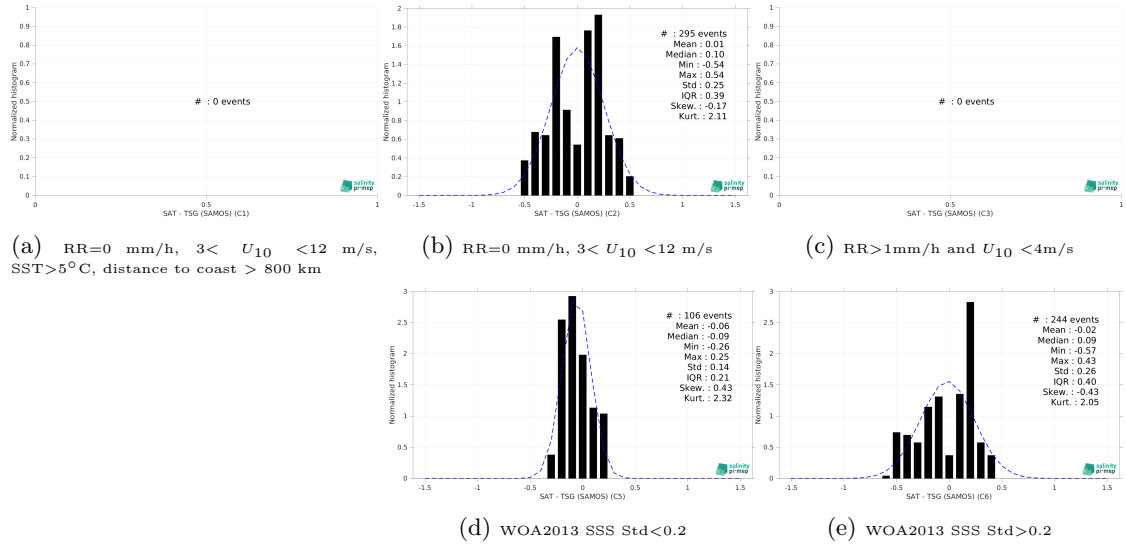 Normalized histogram
1
0.9
0.8
0.7
0.6
0.5
0.4
0.3
0.2
0.1
0
# : 0 events
salinity
pi-mep
0
0.5
1
SAT - TSG (SAMOS) (C1)
(a) RR=0 mm/h, 3< U10 <12 m/s,
SST>5°C, distance to coast > 800 km
Normalized histogram
2
1.8
1.6
1.4
1.2
1
0.8
0.6
0.4
0.2
0
# : 295 events
Mean : 0.01
Median : 0.10
Min : -0.54
Max : 0.54
Std : 0.25
IQR : 0.39
Skew. : -0.17
Kurt. : 2.11
salinity
pi-mep
-1.5
-1
-0.5
0
0.5
1
1.5
SAT - TSG (SAMOS) (C2)
(b) RR=0 mm/h, 3< U10 <12 m/s
Normalized histogram
1
0.9
0.8
0.7
0.6
0.5
0.4
0.3
0.2
0.1
0
# : 0 events
salinity
pi-mep
0
0.5
1
SAT - TSG (SAMOS) (C3)
(c) RR>1mm/h and U10 <4m/s
Normalized histogram
3
2.5
2
1.5
1
0.5
0
# : 106 events
Mean : -0.06
Median : -0.09
Min : -0.26
Max : 0.25
Std : 0.14
IQR : 0.21
Skew. : 0.43
Kurt. : 2.32
salinity
pi-mep
-1.5
-1
-0.5
0
0.5
1
1.5
SAT - TSG (SAMOS) (C5)
(d) WOA2013 SSS Std<0.2
Normalized histogram
3
2.5
2
1.5
1
0.5
0
# : 244 events
Mean : -0.02
Median : 0.09
Min : -0.57
Max : 0.43
Std : 0.26
IQR : 0.40
Skew. : -0.43
Kurt. : 2.05
salinity
pi-mep
-1.5
-1
-0.5
0
0.5
1
1.5
SAT - TSG (SAMOS) (C6)
(e) WOA2013 SSS Std>0.2